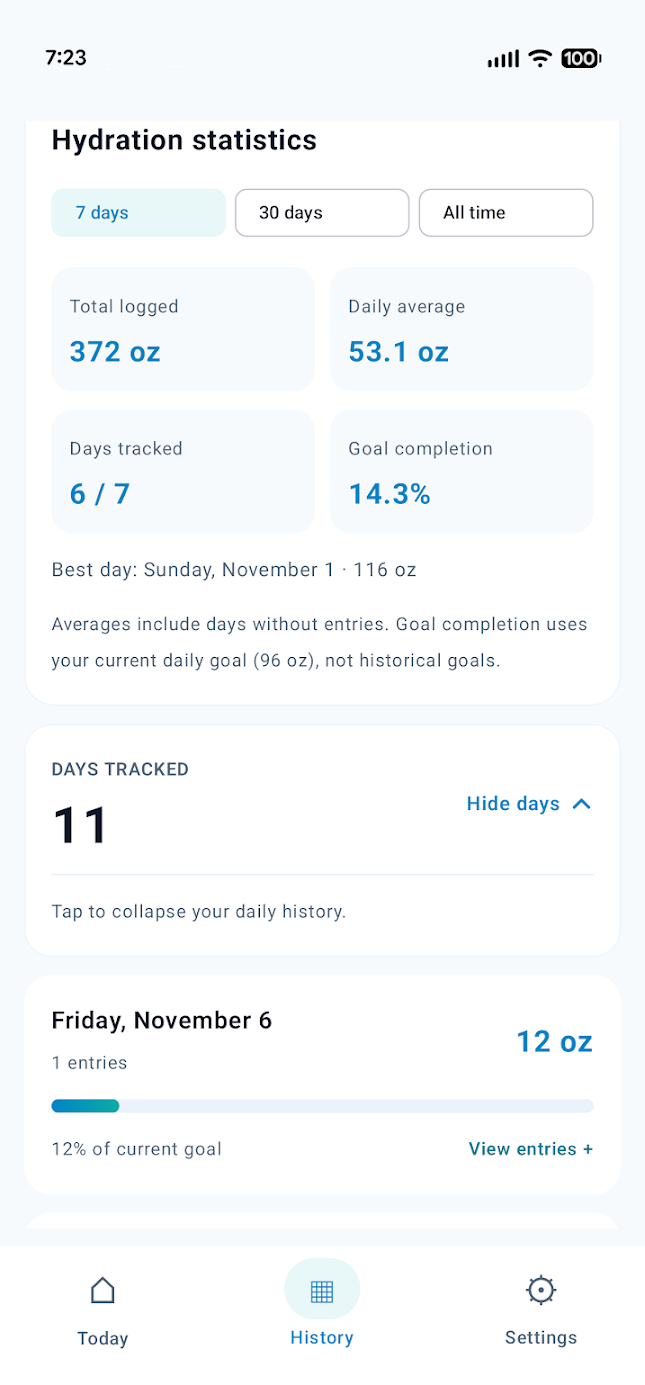 7:23
100
Hydration statistics
7 days
30 days
All time
Total logged
Daily average
372 oz
53.1 oz
Days tracked
Goal completion
6 / 7
14.3%
Best day: Sunday, November 1 · 116 oz
Averages include days without entries. Goal completion uses
your current daily goal (96 oz), not historical goals.
DAYS TRACKED
11
Hide days
Tap to collapse your daily history.
Friday, November 6
12 oz
1 entries
12% of current goal
View entries +
Today
History
Settings